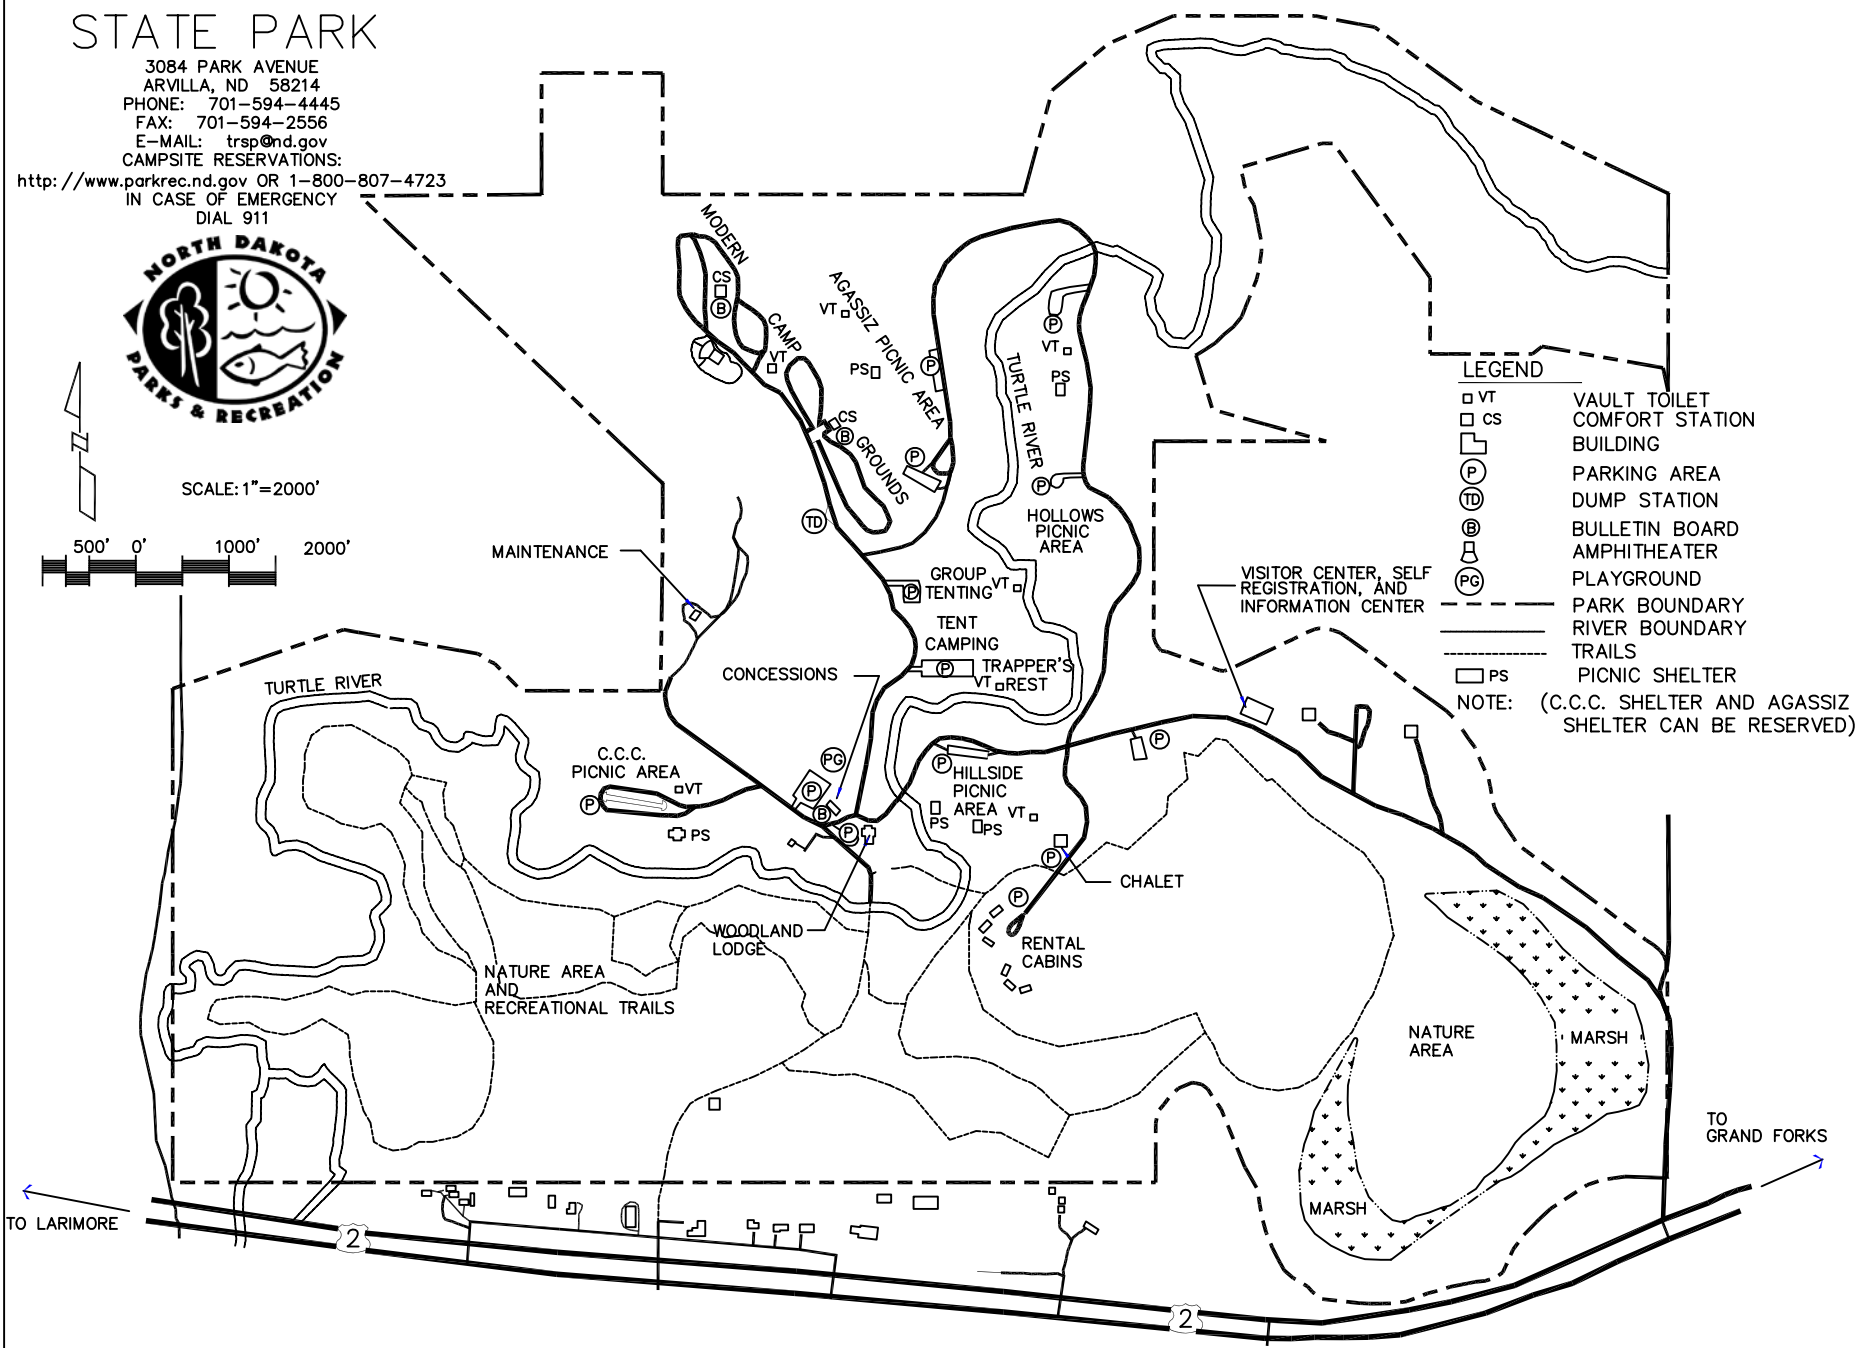 STATE PARK
3084 PARK AVENUE
ARVILLA, ND 58214
PHONE: 701-594-4445
FAX: 701-594-2556
E-MAIL: trsp@nd.gov
CAMPSITE RESERVATIONS:
http://www.parkrec.nd.gov OR 1-800-807-4723
IN CASE OF EMERGENCY
DIAL 911
NORTH DAKOTA
PARKS & RECREATION
SCALE: 1"=2000'
500' 0' 1000' 2000'
MODERN
CAMP
GROUNDS
CS
B
VT
CS
B
TD
AGASSIZ PICNIC AREA
VT
PS
P
P
TURTLE RIVER
P
VT
PS
P
HOLLOWS
PICNIC
AREA
MAINTENANCE
GROUP
TENTING
P
VT
TENT
CAMPING
P
TRAPPER'S
REST
VT
CONCESSIONS
VISITOR CENTER, SELF
REGISTRATION, AND
INFORMATION CENTER
LEGEND
VT VAULT TOILET
CS COMFORT STATION
BUILDING
P PARKING AREA
TD DUMP STATION
B BULLETIN BOARD
AMPHITHEATER
PG PLAYGROUND
PARK BOUNDARY
RIVER BOUNDARY
TRAILS
PS PICNIC SHELTER
NOTE: (C.C.C. SHELTER AND AGASSIZ
SHELTER CAN BE RESERVED)
TURTLE RIVER
C.C.C.
PICNIC AREA
VT
P
PS
PG
P
B
P
P
HILLSIDE
PICNIC
AREA
VT
PS
PS
P
P
CHALET
P
WOODLAND
LODGE
RENTAL
CABINS
NATURE AREA
AND
RECREATIONAL TRAILS
NATURE
AREA
MARSH
MARSH
TO
GRAND FORKS
TO LARIMORE
2
2